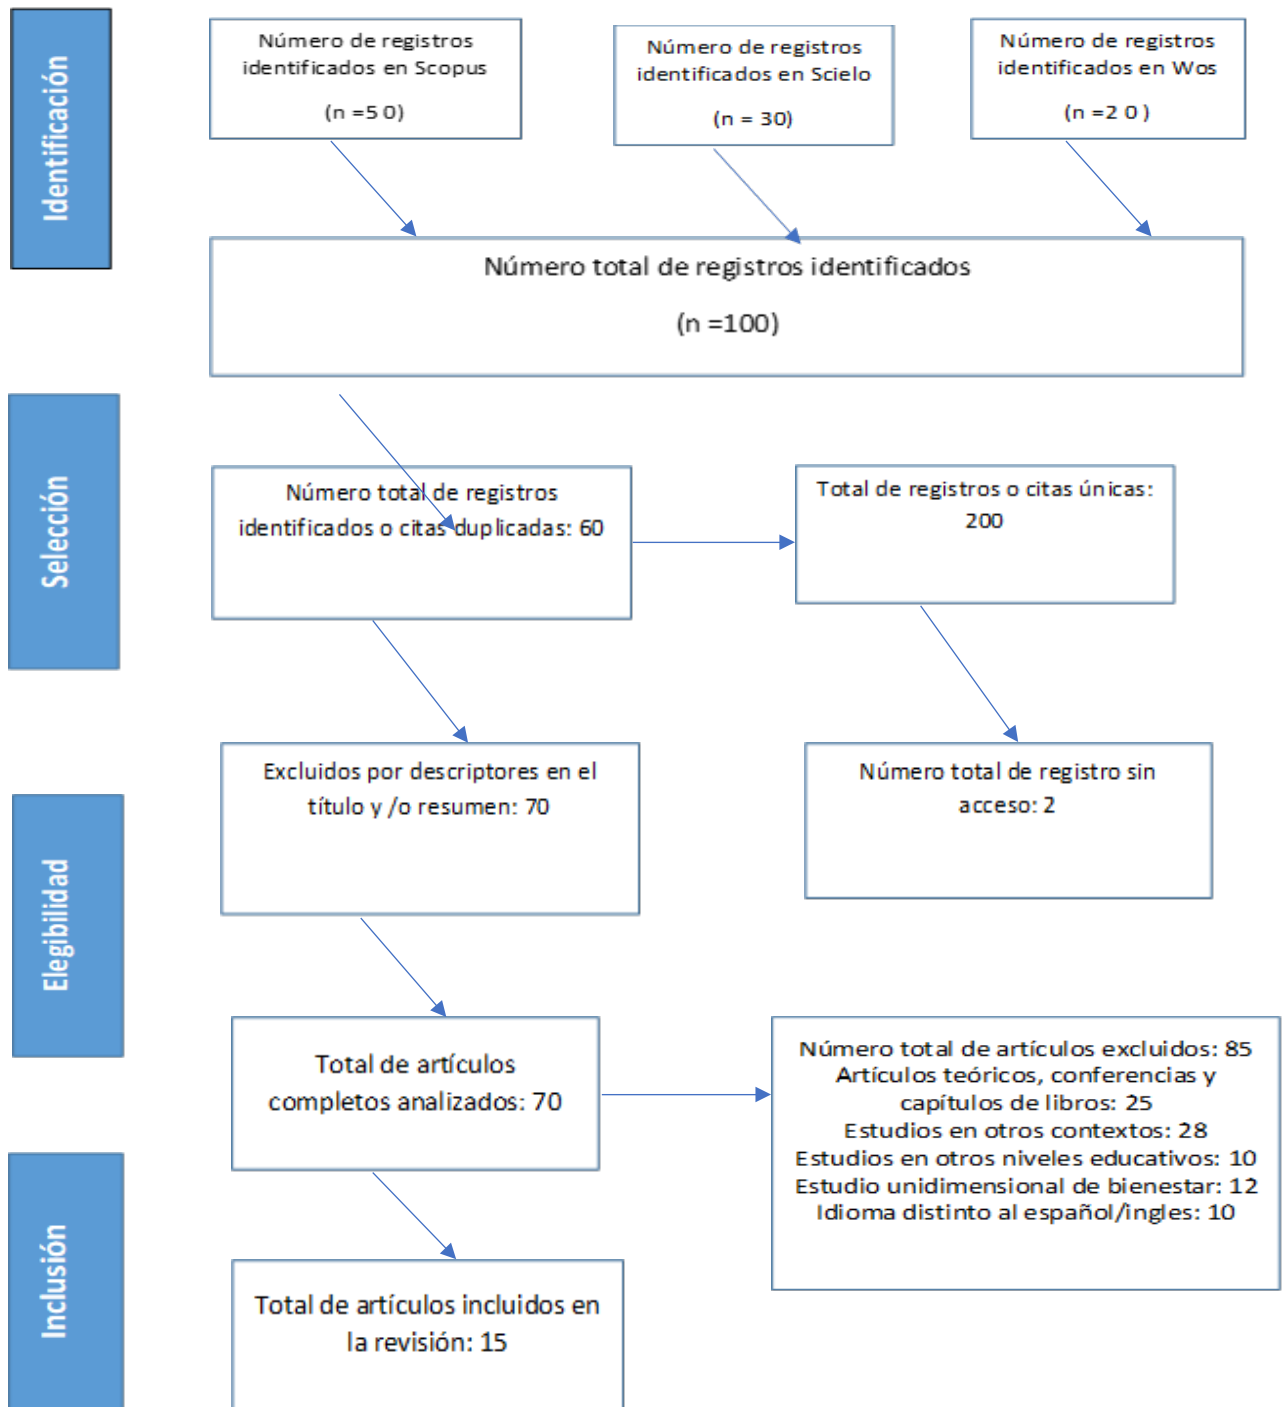 Identificación
Número de registros
identificados en Scopus
(n =5 0)
Número de registros
identificados en Scielo
(n = 30)
Número de registros
identificados en Wos
(n =2 0 )
Número total de registros identificados
(n =100)
Selección
Número total de registros
identificados o citas duplicadas: 60
Total de registros o citas únicas:
200
Elegibilidad
Excluidos por descriptores en el
título y /o resumen: 70
Número total de registro sin
acceso: 2
Total de artículos
completos analizados: 70
Número total de artículos excluidos: 85
Artículos teóricos, conferencias y
capítulos de libros: 25
Estudios en otros contextos: 28
Estudios en otros niveles educativos: 10
Estudio unidimensional de bienestar: 12
Idioma distinto al español/ingles: 10
Inclusión
Total de artículos incluidos en
la revisión: 15